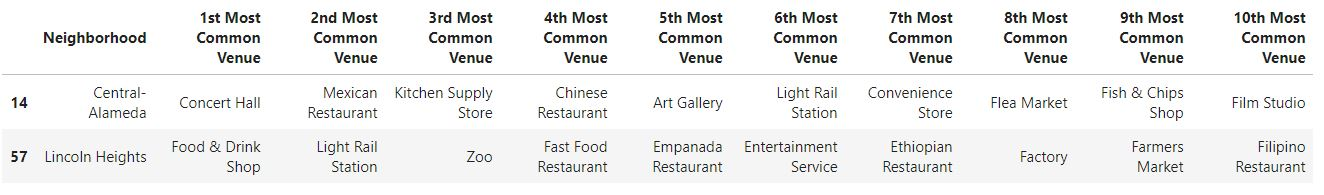 Neighborhood 1st Most Common Venue 2nd Most Common Venue 3rd Most Common Venue 4th Most Common Venue 5th Most Common Venue 6th Most Common Venue 7th Most Common Venue 8th Most Common Venue 9th Most Common Venue 10th Most Common Venue
14 Central-Alameda Concert Hall Mexican Restaurant Kitchen Supply Store Chinese Restaurant Art Gallery Light Rail Station Convenience Store Flea Market Fish & Chips Shop Film Studio
57 Lincoln Heights Food & Drink Shop Light Rail Station Zoo Fast Food Restaurant Empanada Restaurant Entertainment Service Ethiopian Restaurant Factory Farmers Market Filipino Restaurant